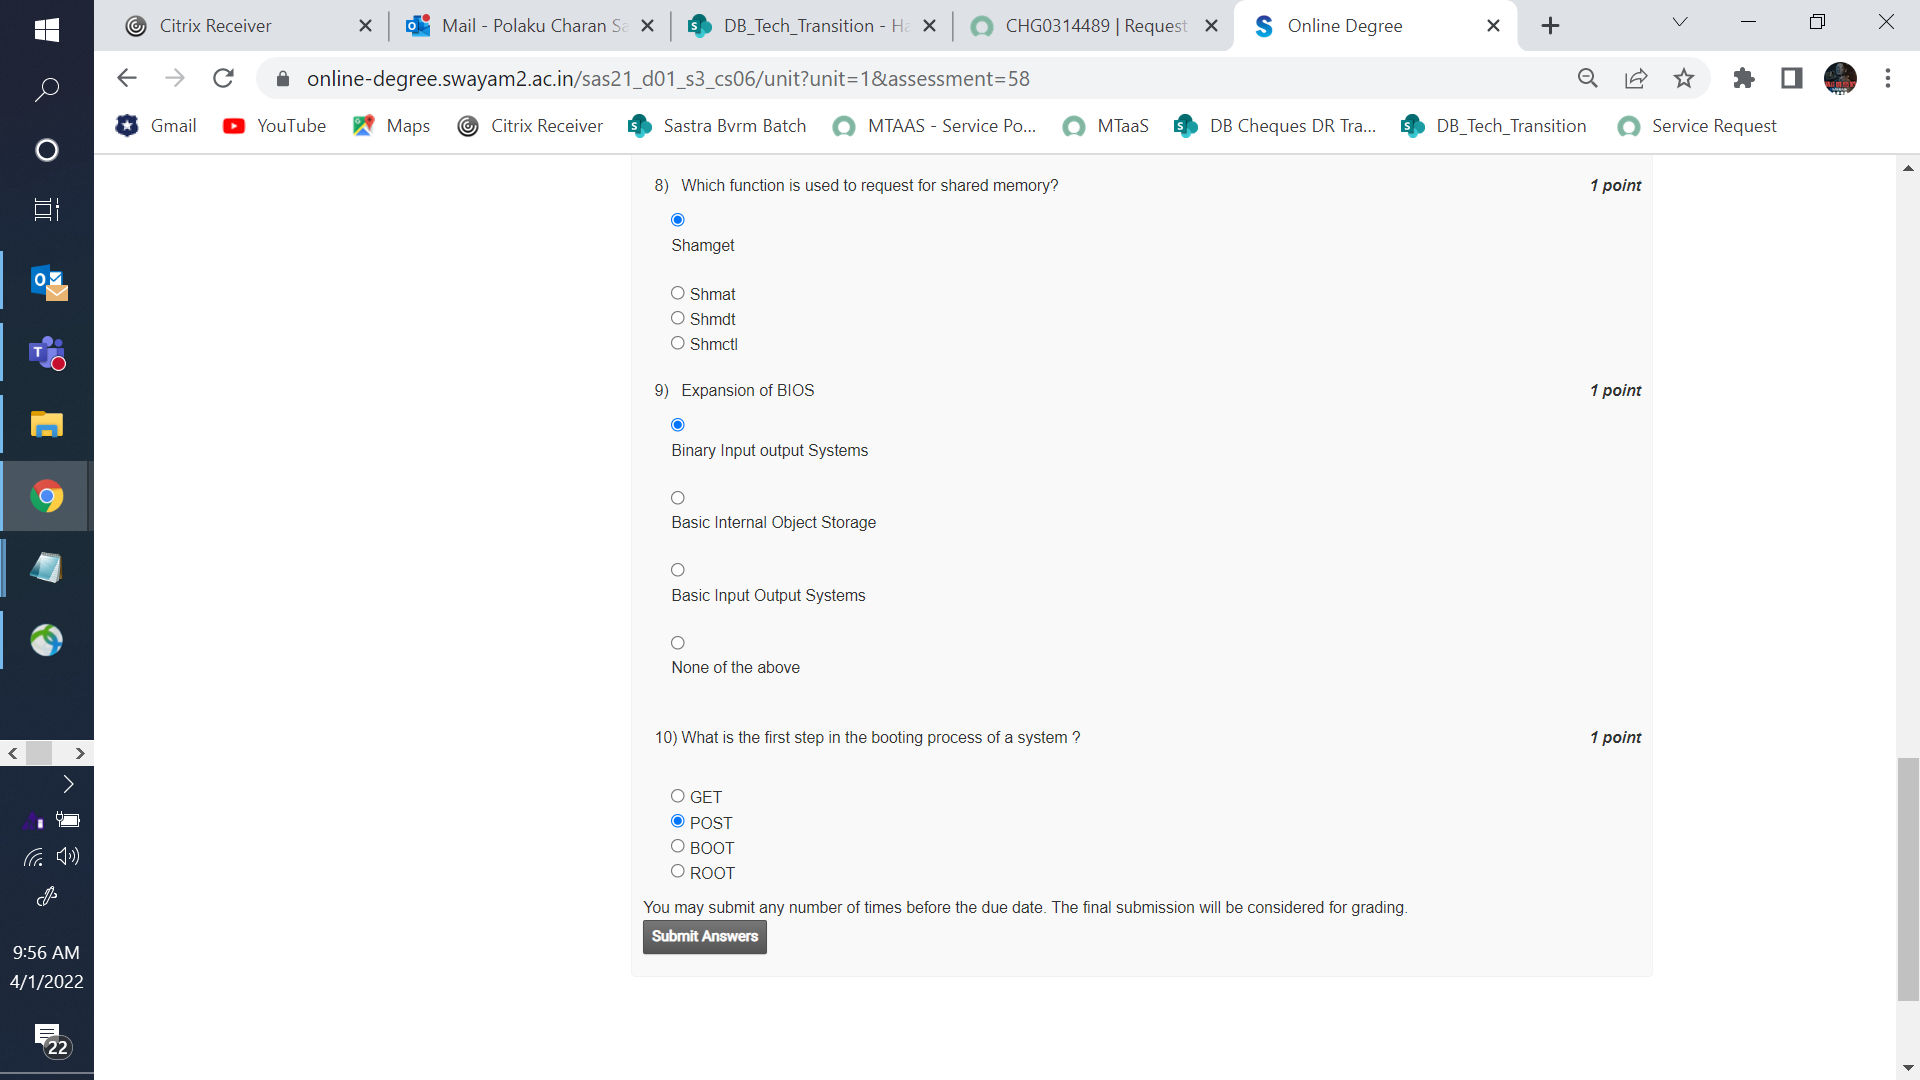 Citrix Receiver
Mail - Polaku Charan Sa
DB_Tech_Transition - Ha
CHG0314489 | Request
Online Degree
online-degree.swayam2.ac.in/sas21_d01_s3_cs06/unit?unit=1&assessment=58
Gmail
YouTube
Maps
Citrix Receiver
Sastra Bvrm Batch
MTAAS - Service Po...
MTaaS
DB Cheques DR Tra...
DB_Tech_Transition
Service Request
8) Which function is used to request for shared memory? 1 point
Shamget
Shmat
Shmdt
Shmctl
9) Expansion of BIOS 1 point
Binary Input output Systems
Basic Internal Object Storage
Basic Input Output Systems
None of the above
10) What is the first step in the booting process of a system ? 1 point
GET
POST
BOOT
ROOT
You may submit any number of times before the due date. The final submission will be considered for grading.
Submit Answers
9:56 AM
4/1/2022
22